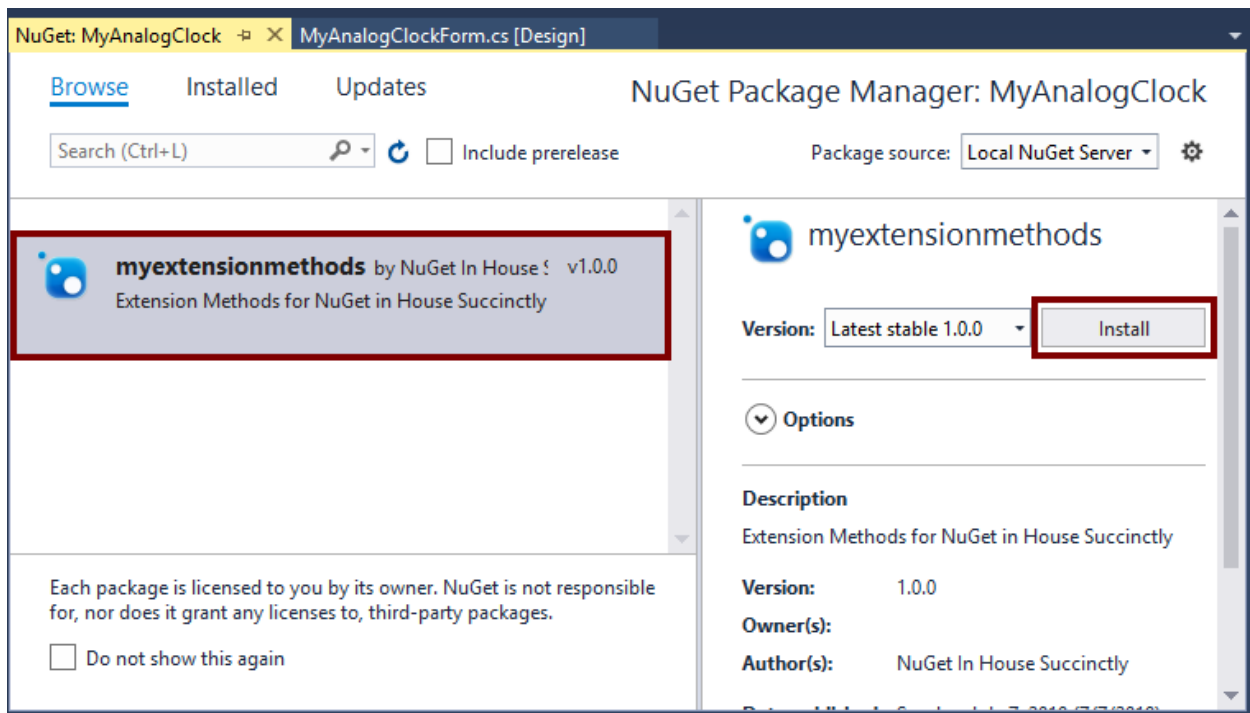 NuGet: MyAnalogClock
MyAnalogClockForm.cs [Design]
Browse Installed Updates
NuGet Package Manager: MyAnalogClock
Search (Ctrl+L)
Include prerelease
Package source: Local NuGet Server
myextensionmethods by NuGet In House v1.0.0
Extension Methods for NuGet in House Succinctly
Each package is licensed to you by its owner. NuGet is not responsible
for, nor does it grant any licenses to, third-party packages.
Do not show this again
myextensionmethods
Version: Latest stable 1.0.0 Install
Options
Description
Extension Methods for NuGet in House Succinctly
Version: 1.0.0
Owner(s):
Author(s): NuGet In House Succinctly